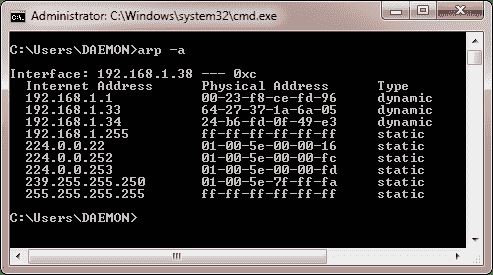 Administrator: C:\Windows\system32\cmd.exe
C:\Users\DAEMON>arp -a
Interface: 192.168.1.38 --- 0xc
Internet Address Physical Address Type
192.168.1.1 00-23-f8-ce-fd-96 dynamic
192.168.1.33 64-27-37-1a-6a-05 dynamic
192.168.1.34 24-b6-fd-0f-49-e3 dynamic
192.168.1.255 ff-ff-ff-ff-ff-ff static
224.0.0.22 01-00-5e-00-00-16 static
224.0.0.252 01-00-5e-00-00-fc static
224.0.0.253 01-00-5e-00-00-fd static
239.255.255.250 01-00-5e-7f-ff-fa static
255.255.255.255 ff-ff-ff-ff-ff-ff static
C:\Users\DAEMON>